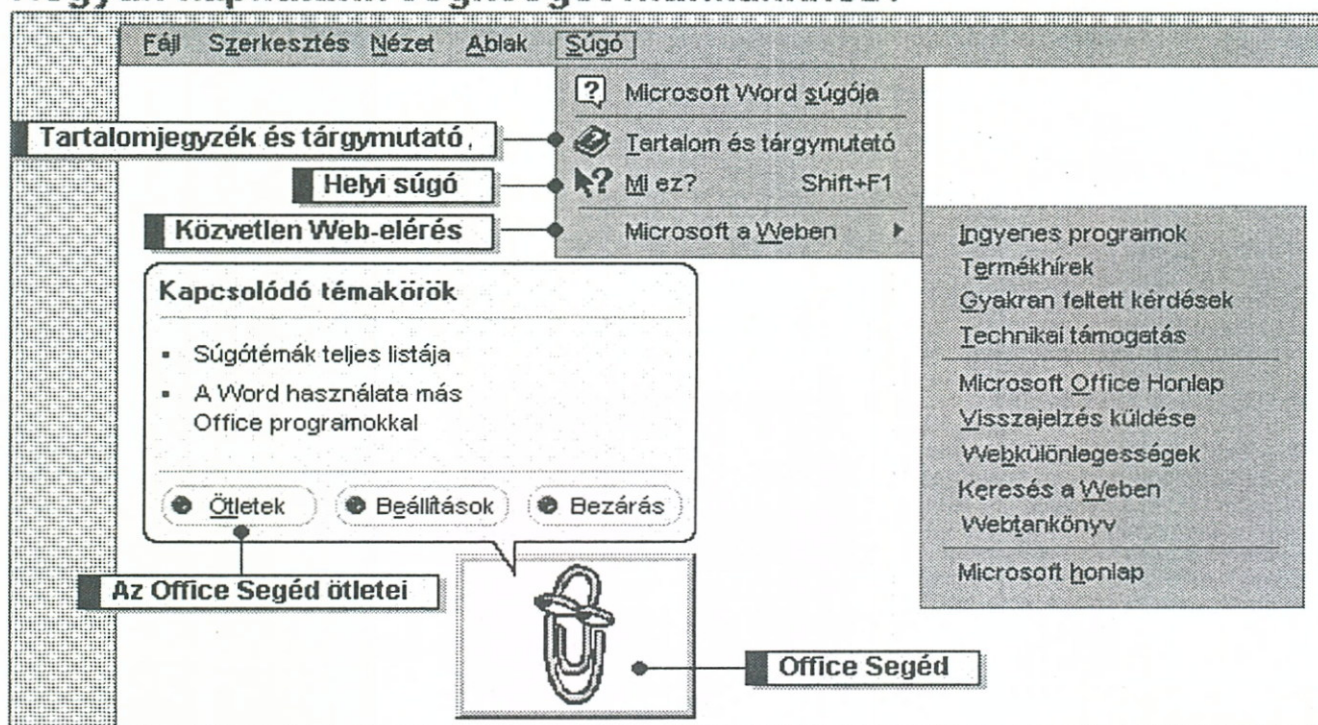 Fájl Szerkesztés Nézet Ablak Súgó
Microsoft Word súgója
Tartalomjegyzék és tárgymutató,
Tartalom és tárgymutató
Helyi súgó
Mi ez? Shift+F1
Közvetlen Web-elérés
Microsoft a Weben
Ingyenes programok
Termékhírek
Gyakran feltett kérdések
Technikai támogatás
Microsoft Office Honlap
Visszajelzés küldése
Webkülönlegességek
Keresés a Weben
Webtankönyv
Microsoft honlap
Kapcsolódó témakörök
Súgótémák teljes listája
A Word használata más
Office programokkal
Ötletek Beállítások Bezárás
Az Office Segéd ötletei
Office Segéd